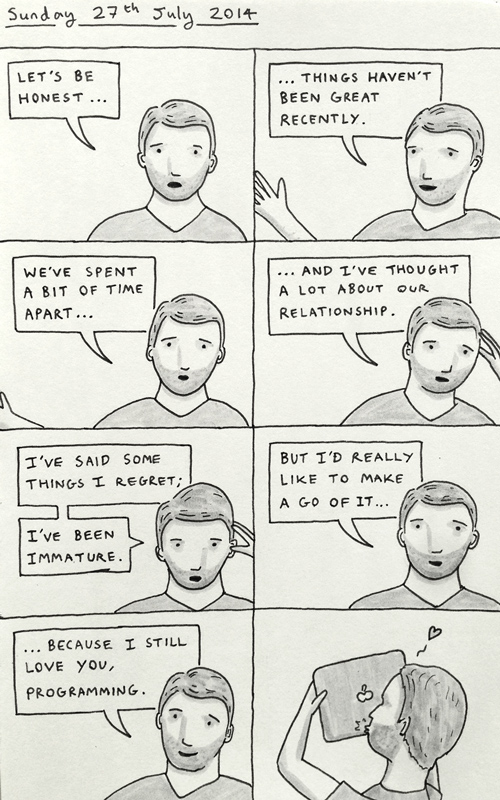 Sunday 27th July 2014
LET'S BE
HONEST...
... THINGS HAVEN'T
BEEN GREAT
RECENTLY.
WE'VE SPENT
A BIT OF TIME
APART...
... AND I'VE THOUGHT
A LOT ABOUT OUR
RELATIONSHIP.
I'VE SAID SOME
THINGS I REGRET;
I'VE BEEN
IMMATURE.
BUT I'D REALLY
LIKE TO MAKE
A GO OF IT...
... BECAUSE I STILL
LOVE YOU,
PROGRAMMING.